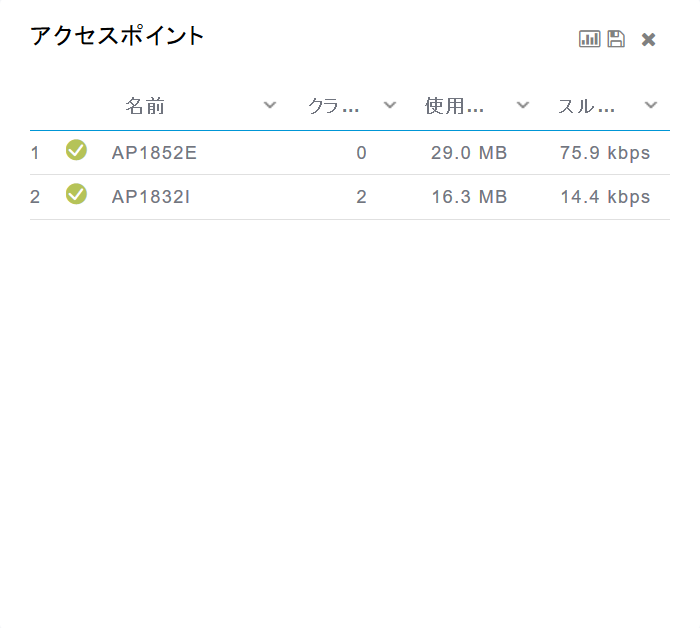 アクセスポイント
名前 クラ... 使用... スル...
1 AP1852E 0 29.0 MB 75.9 kbps
2 AP1832I 2 16.3 MB 14.4 kbps